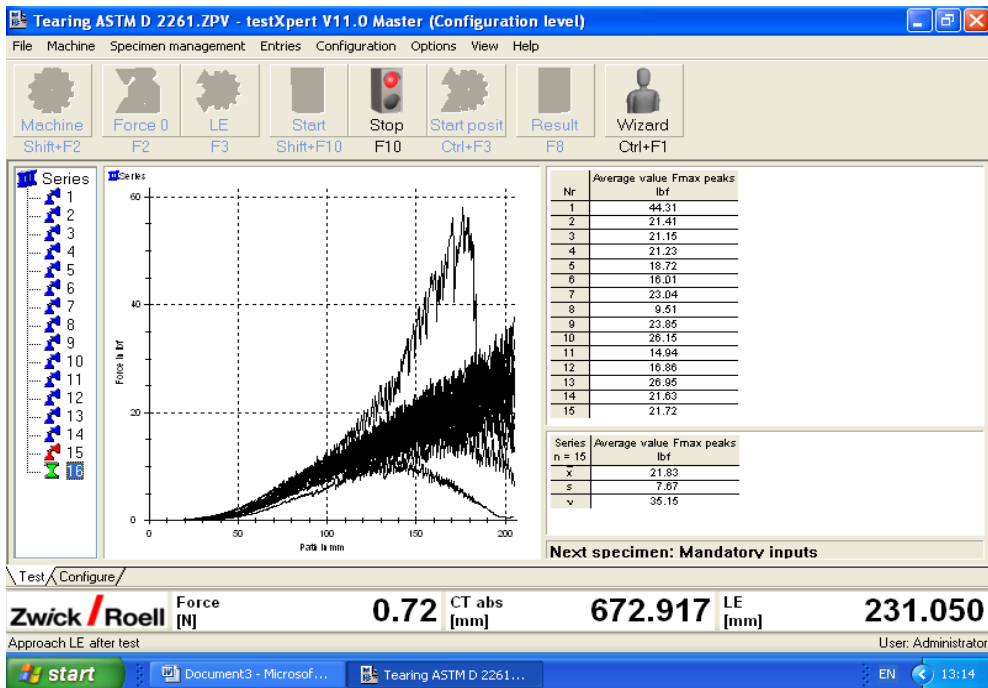 Tearing ASTM D 2261.ZPV - testXpert V11.0 Master (Configuration level)
File Machine Specimen management Entries Configuration Options View Help
Machine Force 0 LE Start Stop Start posit Result Wizard
Shift+F2 F2 F3 Shift+F10 F10 Ctrl+F3 F8 Ctrl+F1
Series
1
2
3
4
5
6
7
8
9
10
11
12
13
14
15
16
Series
60
40
20
0
Force in lbf
0 50 100 150 200
Path in mm
Nr Average value Fmax peaks
lbf
1 44.31
2 21.41
3 21.15
4 21.23
5 18.72
6 16.01
7 23.04
8 9.51
9 23.85
10 26.15
11 14.94
12 16.86
13 26.95
14 21.63
15 21.72
Series Average value Fmax peaks
n = 15 lbf
x̄ 21.83
s 7.67
v 35.15
Next specimen: Mandatory inputs
Test Configure
Zwick / Roell Force [N] 0.72 CT abs [mm] 672.917 LE [mm] 231.050
Approach LE after test User: Administrator
start Document3 - Microsof... Tearing ASTM D 2261... EN 13:14